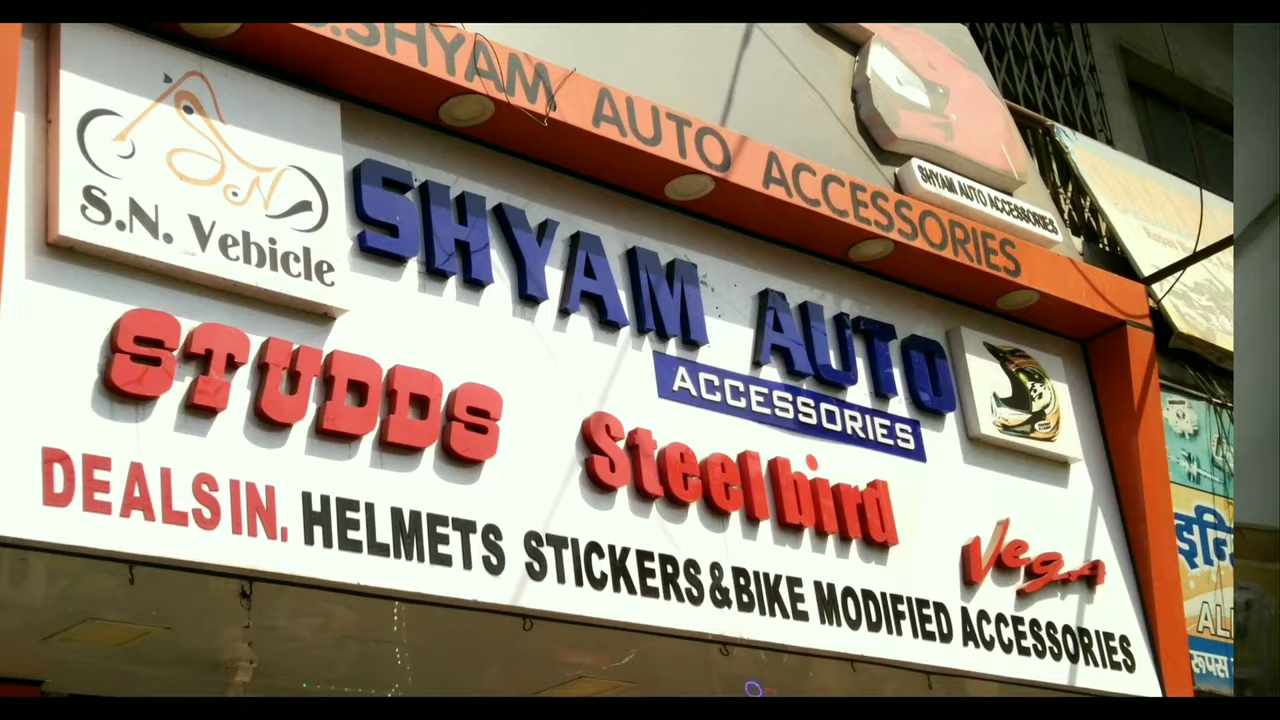 SHYAM AUTO ACCESSORIES
SHYAM AUTO ACCESSORIES
S.N. Vehicle
SHYAM AUTO
ACCESSORIES
STUDDS
Steelbird
Vega
DEALS IN. HELMETS STICKERS & BIKE MODIFIED ACCESSORIES